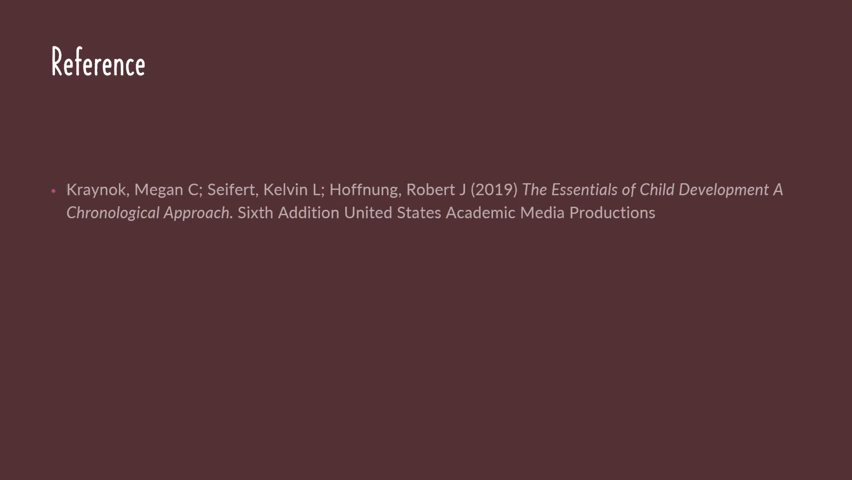 Reference
• Kraynok, Megan C; Seifert, Kelvin L; Hoffnung, Robert J (2019) The Essentials of Child Development A
Chronological Approach. Sixth Addition United States Academic Media Productions